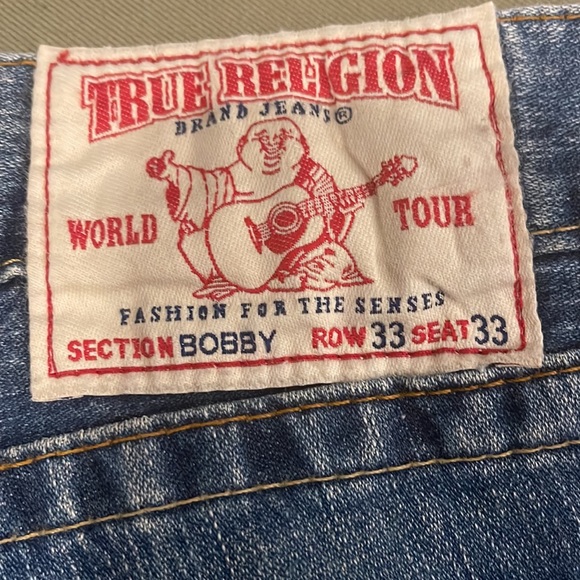 TRUE RELIGION
BRAND JEANS®
WORLD TOUR
FASHION FOR THE SENSES
SECTION BOBBY ROW 33 SEAT 33